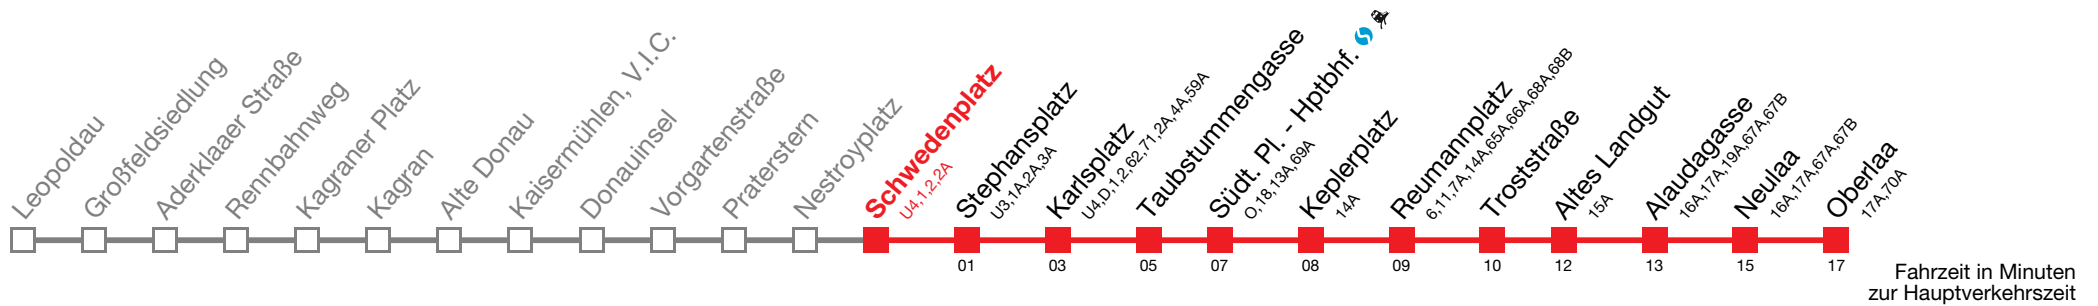 Leopoldau
Großfeldsiedlung
Aderklaaer Straße
Rennbahnweg
Kagraner Platz
Kagran
Alte Donau
Kaisermühlen, V.I.C.
Donauinsel
Vorgartenstraße
Praterstern
Nestroyplatz
Schwedenplatz
U4,1,2,2A
Stephansplatz
U3,1A,2A,3A
01
Karlsplatz
U4,D,1,2,62,71,2A,4A,59A
03
Taubstummengasse
05
Südt. Pl. - Hptbhf.
O,18,13A,69A
07
Keplerplatz
14A
08
Reumannplatz
6,11,7A,14A,65A,66A,68A,68B
09
Troststraße
10
Altes Landgut
15A
12
Alaudagasse
16A,17A,19A,67A,67B
13
Neulaa
16A,17A,67A,67B
15
Oberlaa
17A,70A
17
Fahrzeit in Minuten
zur Hauptverkehrszeit